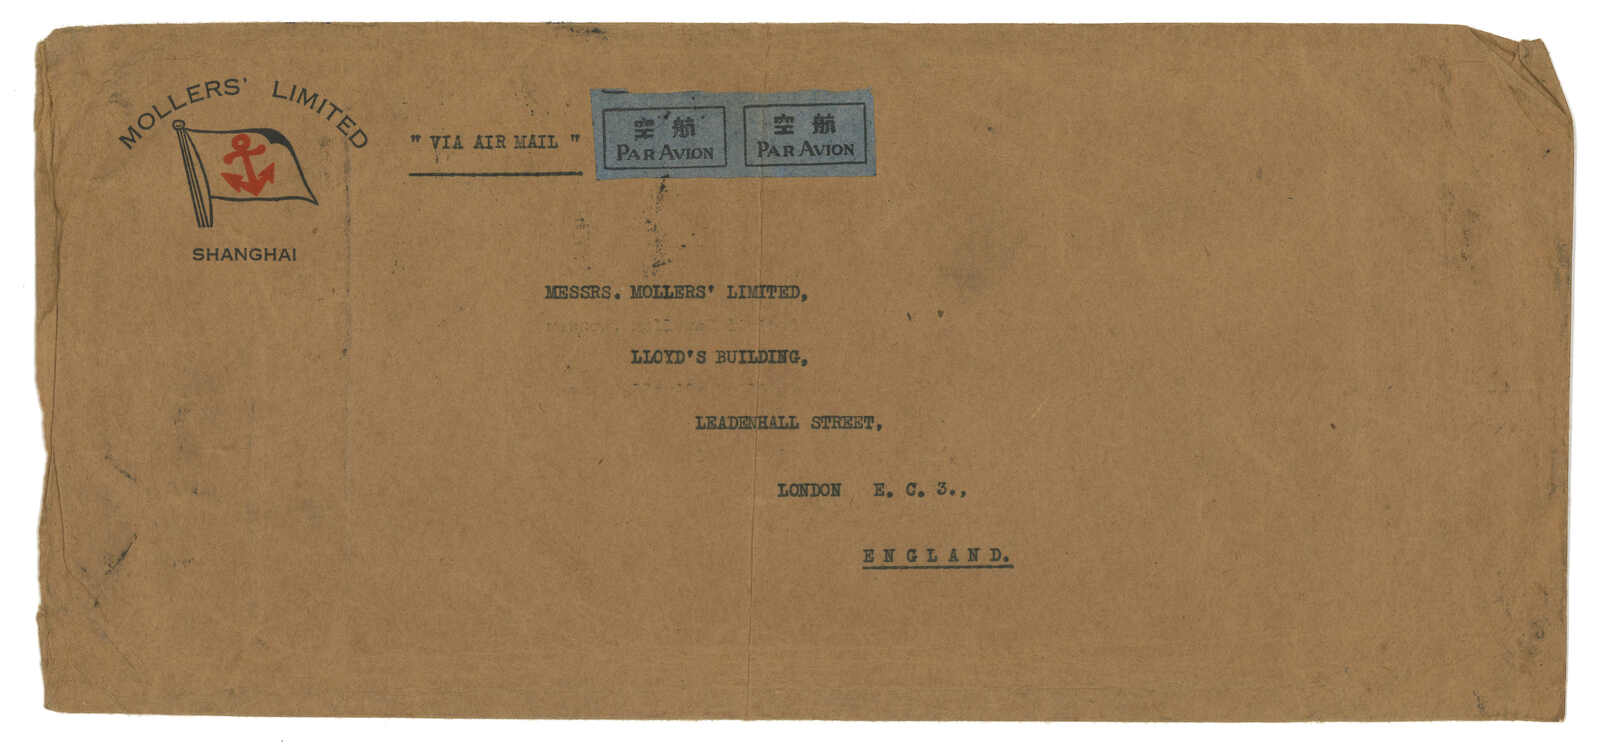 MOLLERS' LIMITED
SHANGHAI
" VIA AIR MAIL "
空 航
PAR AVION
空 航
PAR AVION
MESSRS. MOLLERS' LIMITED,
LLOYD'S BUILDING,
LEADENHALL STREET,
LONDON E. C. 3.,
ENGLAND.